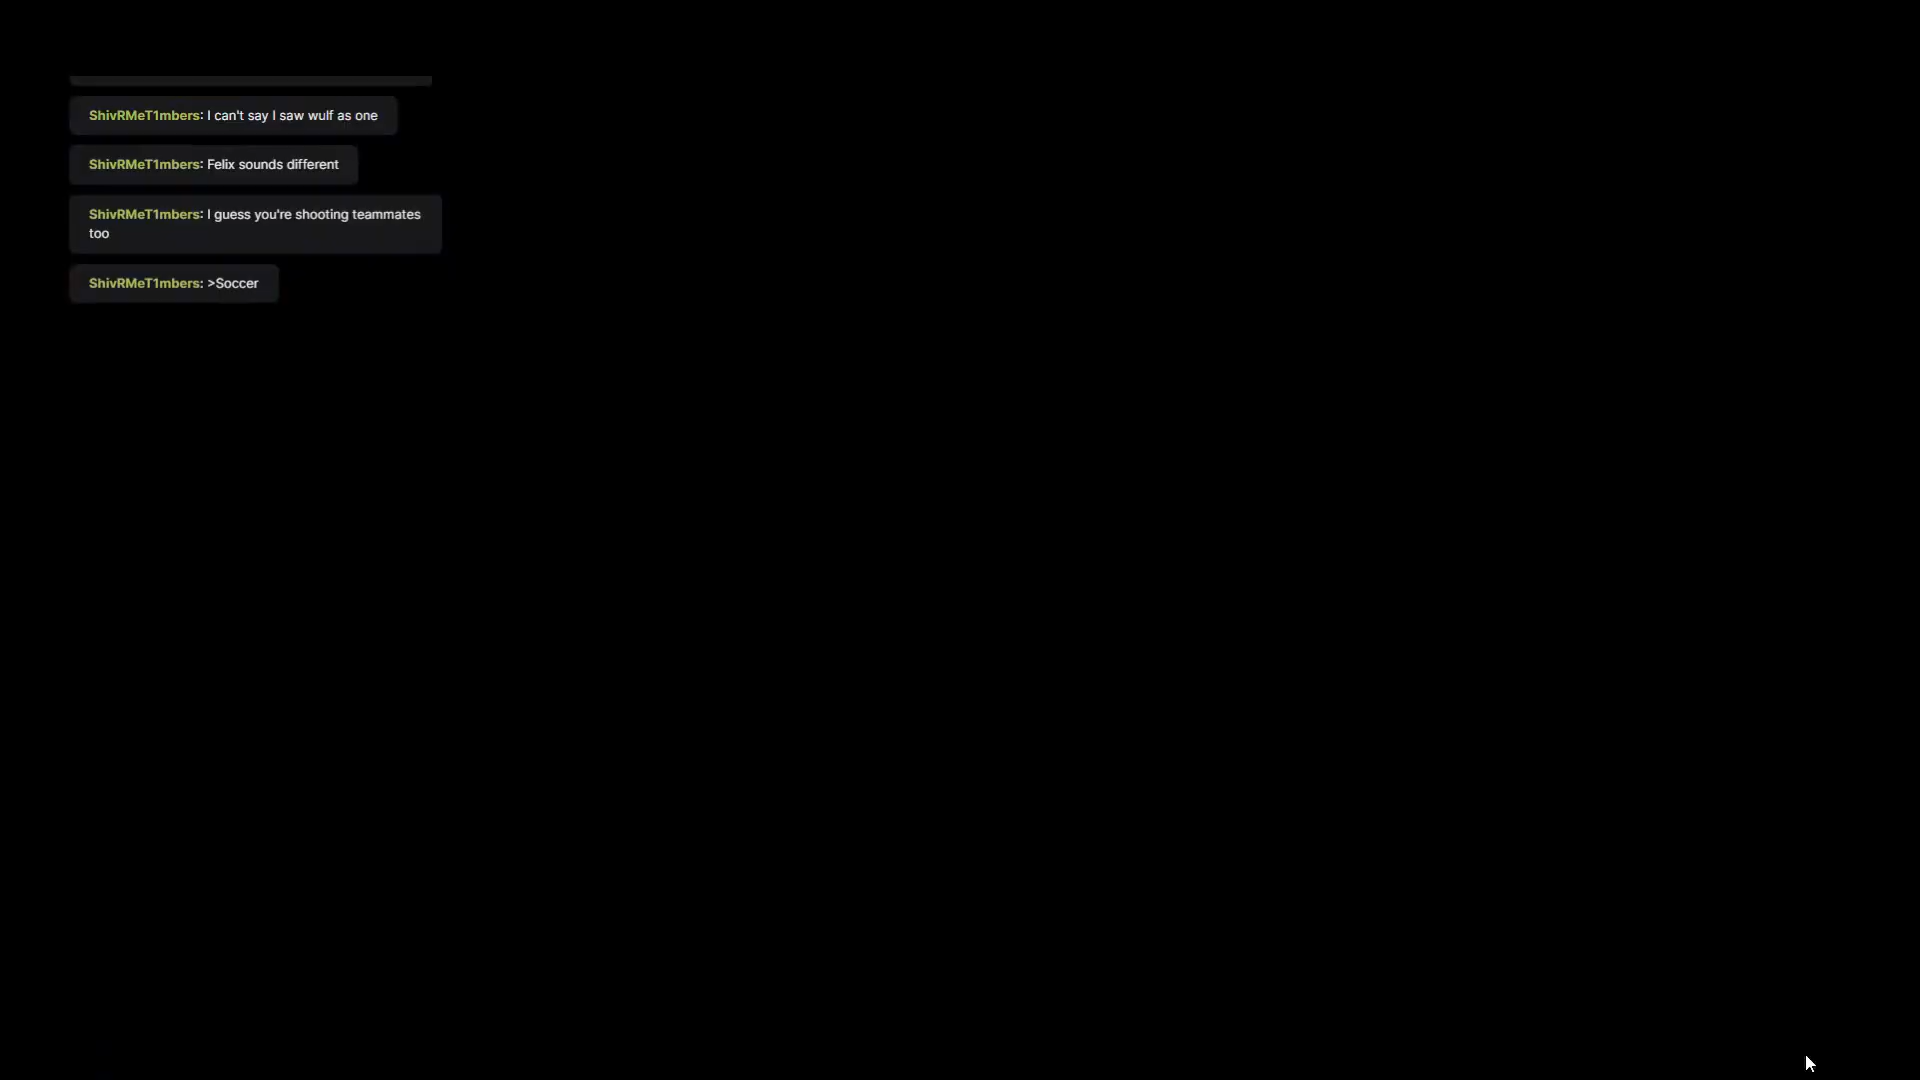 ShivRMeT1mbers: I can't say I saw wulf as one
ShivRMeT1mbers: Felix sounds different
ShivRMeT1mbers: I guess you're shooting teammates
too
ShivRMeT1mbers: >Soccer